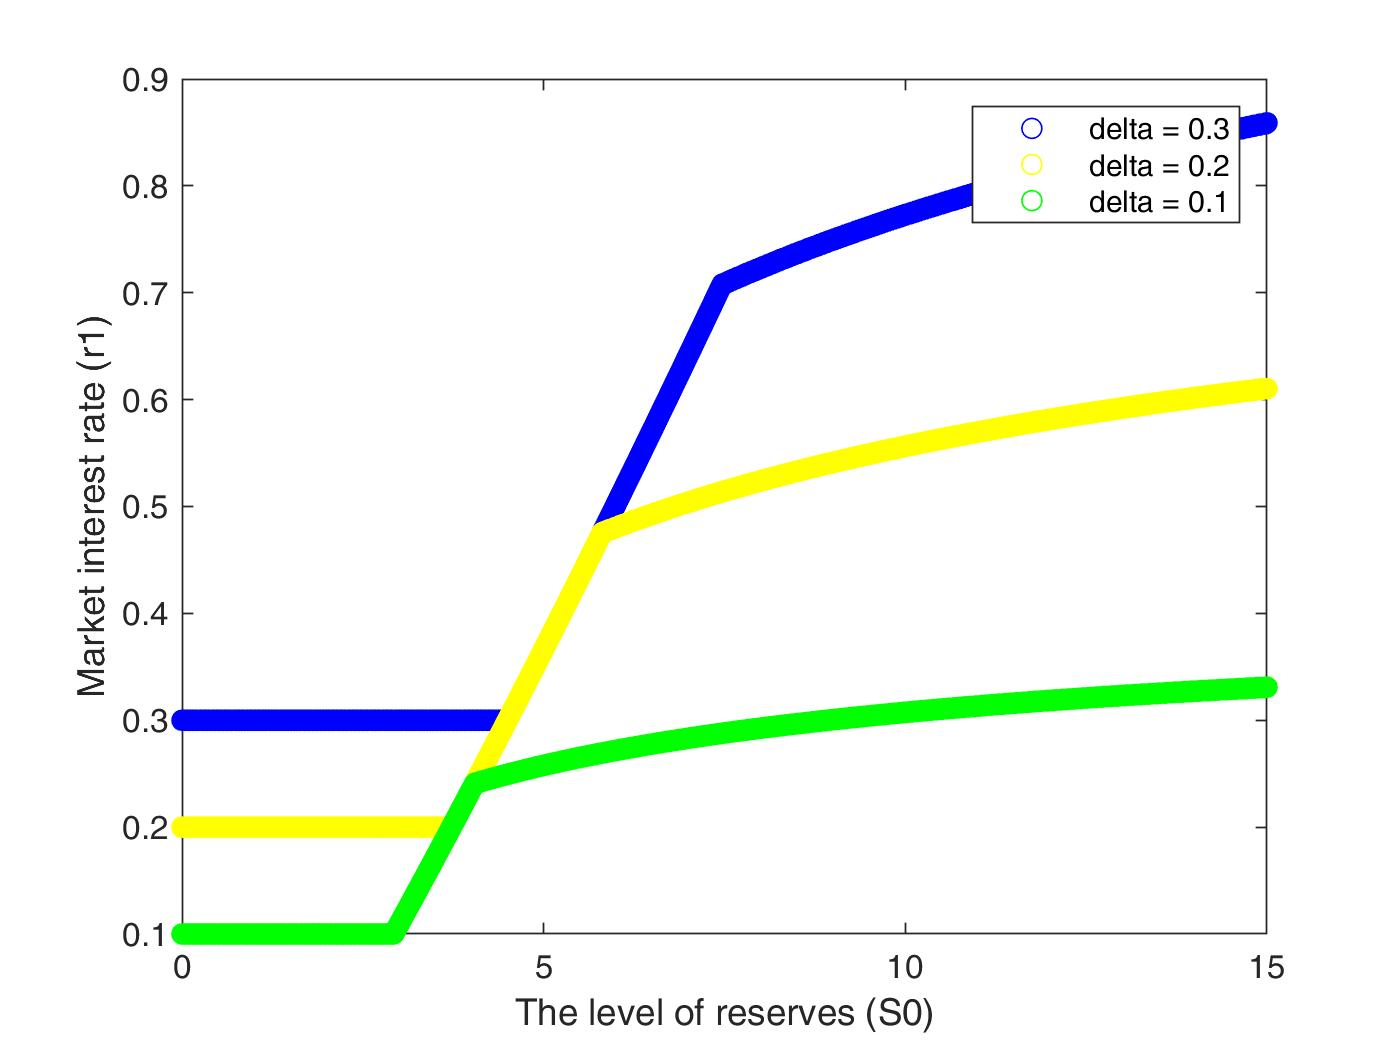 0.9
0.8
0.7
0.6
0.5
0.4
0.3
0.2
0.1
Market interest rate (r1)
delta = 0.3
delta = 0.2
delta = 0.1
0 5 10 15
The level of reserves (S0)